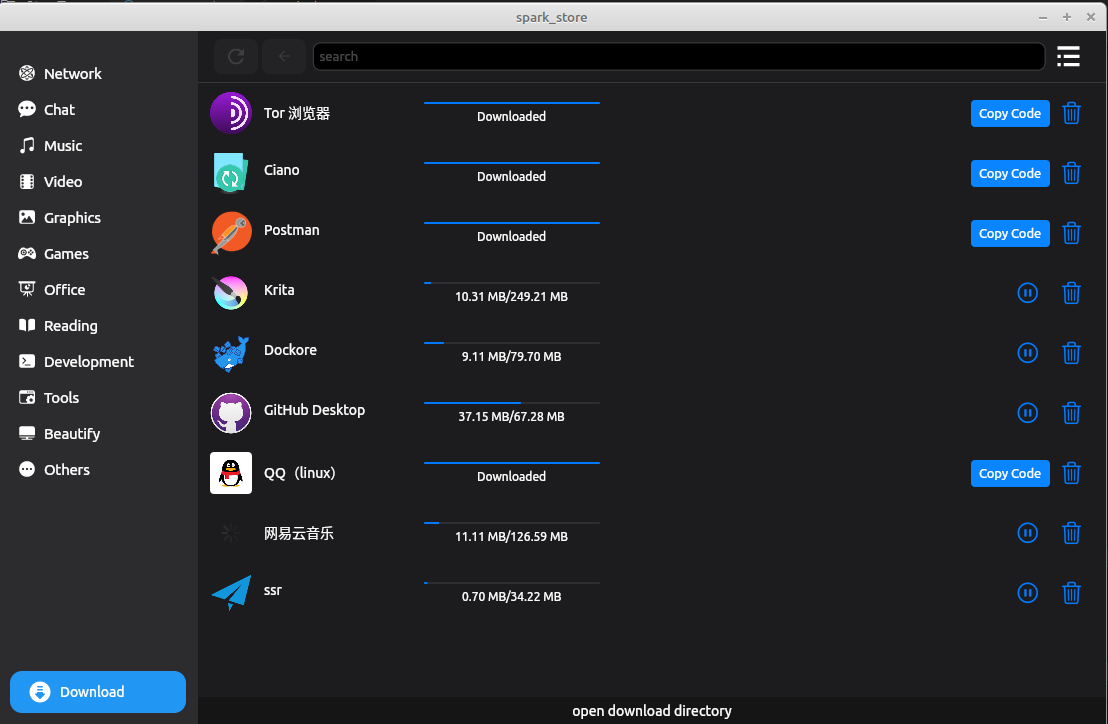 spark_store
search
Network
Chat
Music
Video
Graphics
Games
Office
Reading
Development
Tools
Beautify
Others
Download
Tor 浏览器
Downloaded
Copy Code
Ciano
Downloaded
Copy Code
Postman
Downloaded
Copy Code
Krita
10.31 MB/249.21 MB
Dockore
9.11 MB/79.70 MB
GitHub Desktop
37.15 MB/67.28 MB
QQ（linux）
Downloaded
Copy Code
网易云音乐
11.11 MB/126.59 MB
ssr
0.70 MB/34.22 MB
open download directory